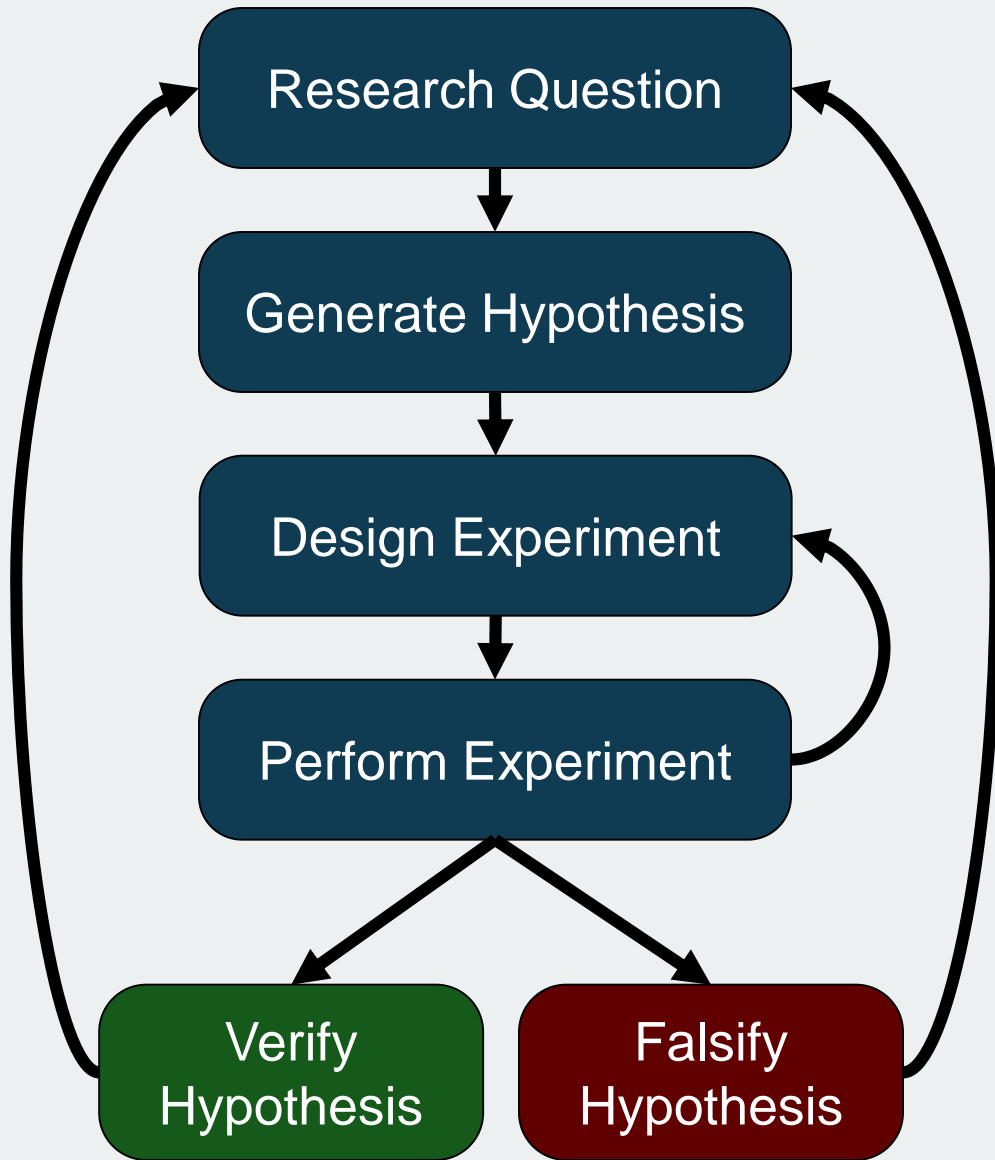 Research Question
Generate Hypothesis
Design Experiment
Perform Experiment
Verify
Hypothesis
Falsify
Hypothesis